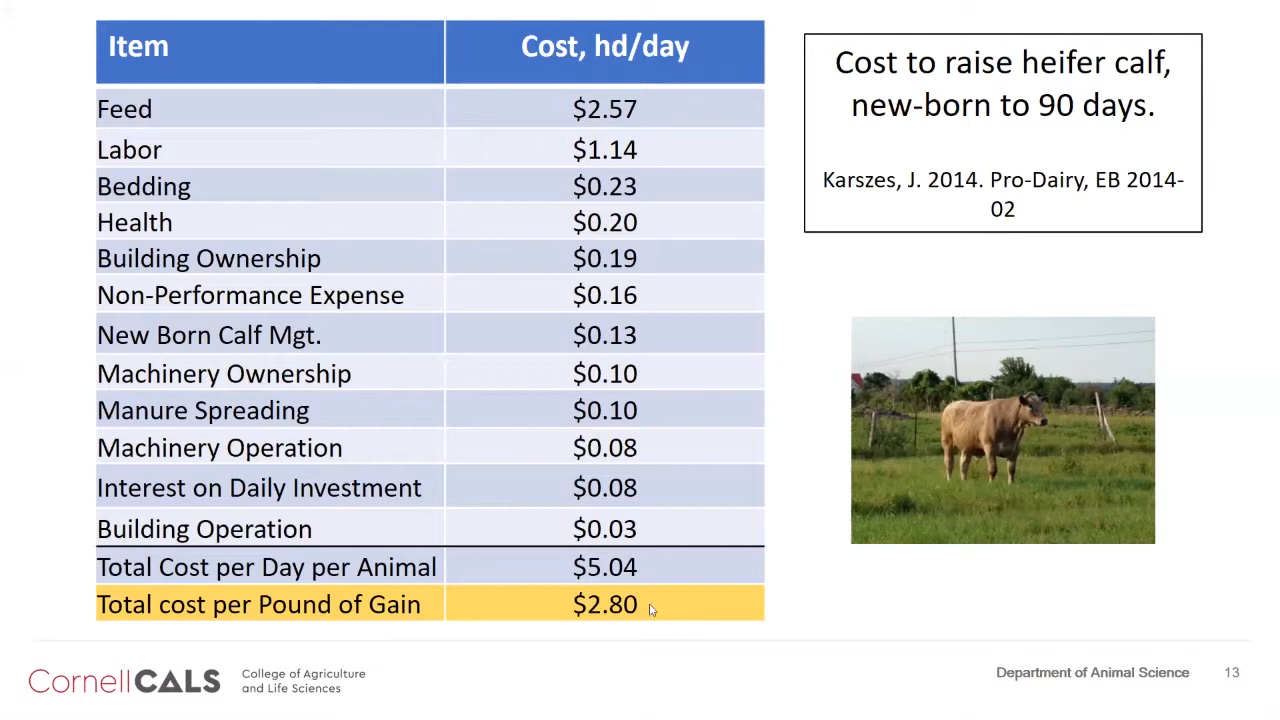 Item Cost, hd/day
Feed $2.57
Labor $1.14
Bedding $0.23
Health $0.20
Building Ownership $0.19
Non-Performance Expense $0.16
New Born Calf Mgt. $0.13
Machinery Ownership $0.10
Manure Spreading $0.10
Machinery Operation $0.08
Interest on Daily Investment $0.08
Building Operation $0.03
Total Cost per Day per Animal $5.04
Total cost per Pound of Gain $2.80
Cost to raise heifer calf,
new-born to 90 days.
Karszes, J. 2014. Pro-Dairy, EB 2014-
02
CornellCALS
College of Agriculture
and Life Sciences
Department of Animal Science 13